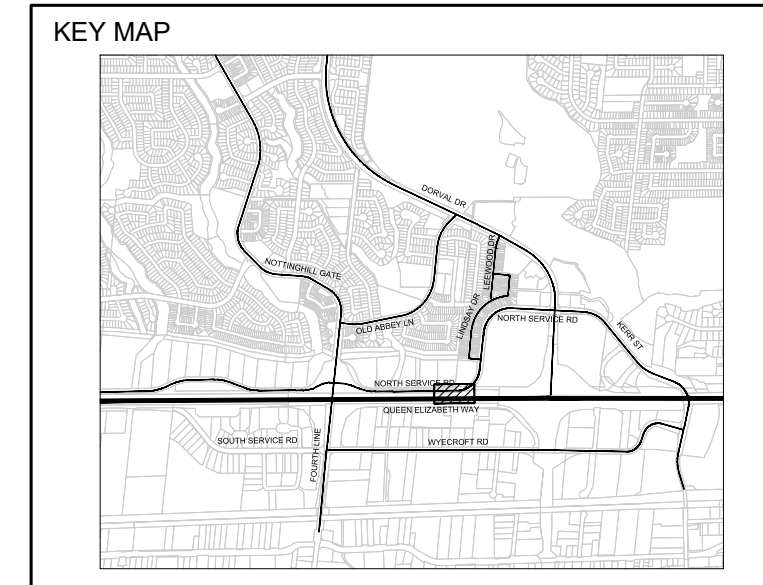 KEY MAP
DORVAL DR
NOTTINGHILL GATE
LEEWOOD DR
OLD ABBEY LN
LINDSAY DR
NORTH SERVICE RD
KERR ST
NORTH SERVICE RD
QUEEN ELIZABETH WAY
SOUTH SERVICE RD
WYECROFT RD
FOURTH LINE